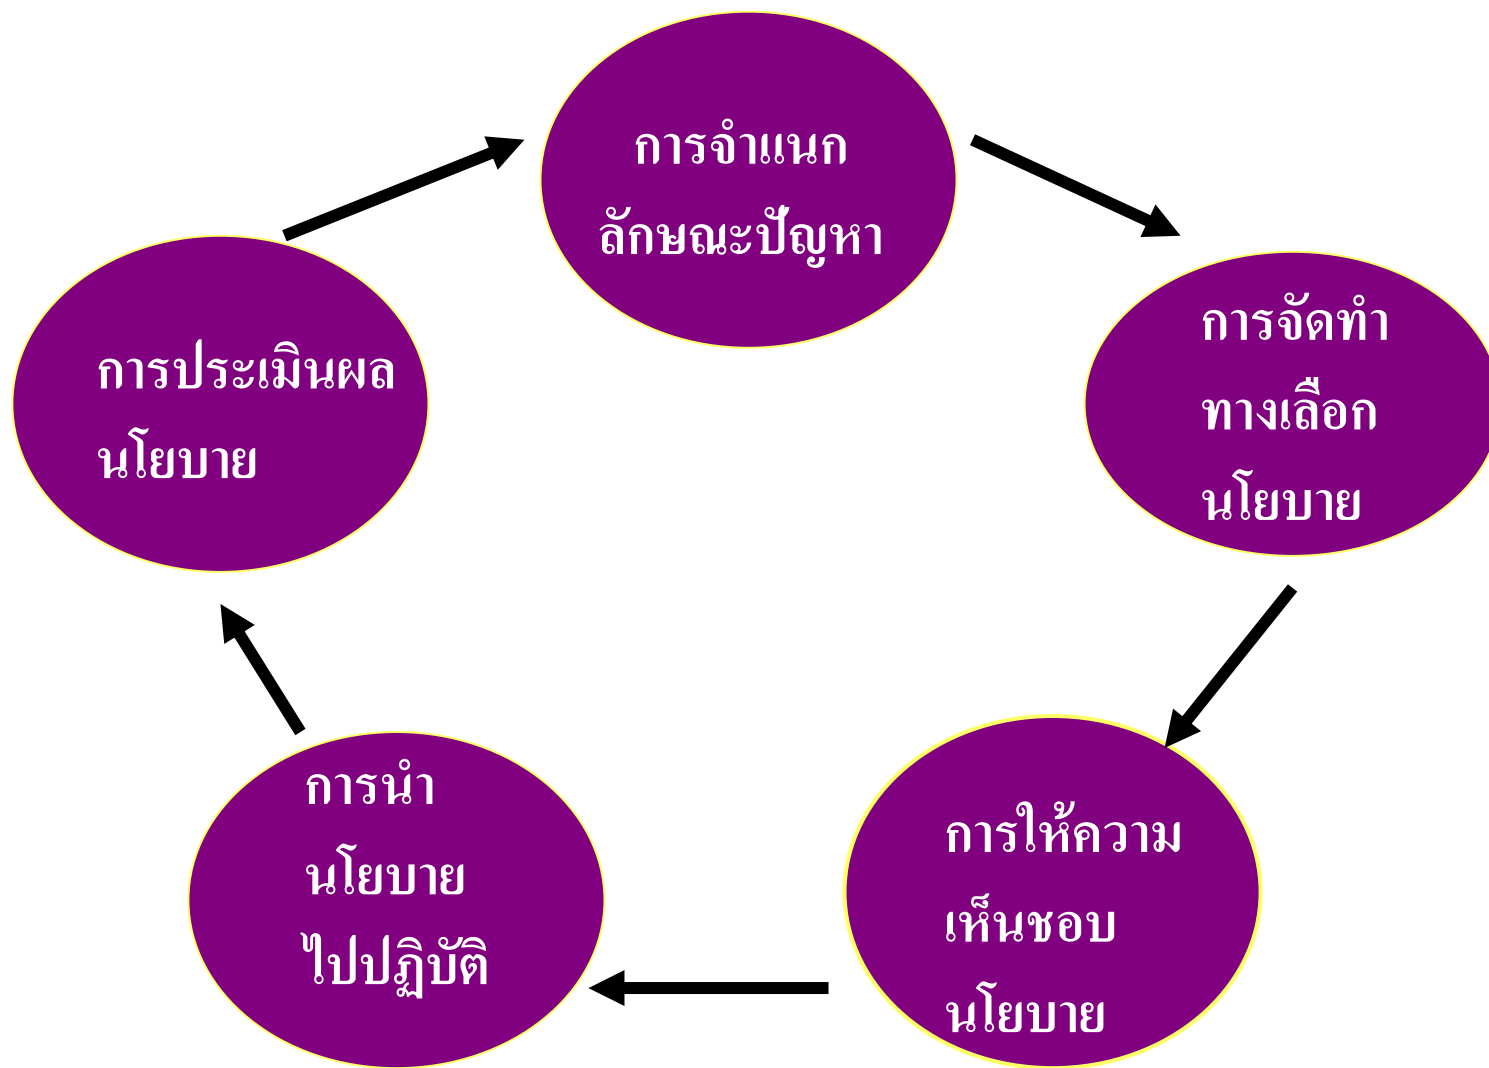 การจำแนก
ลักษณะปัญหา
การจัดทำ
ทางเลือก
นโยบาย
การให้ความ
เห็นชอบ
นโยบาย
การนำ
นโยบาย
ไปปฏิบัติ
การประเมินผล
นโยบาย